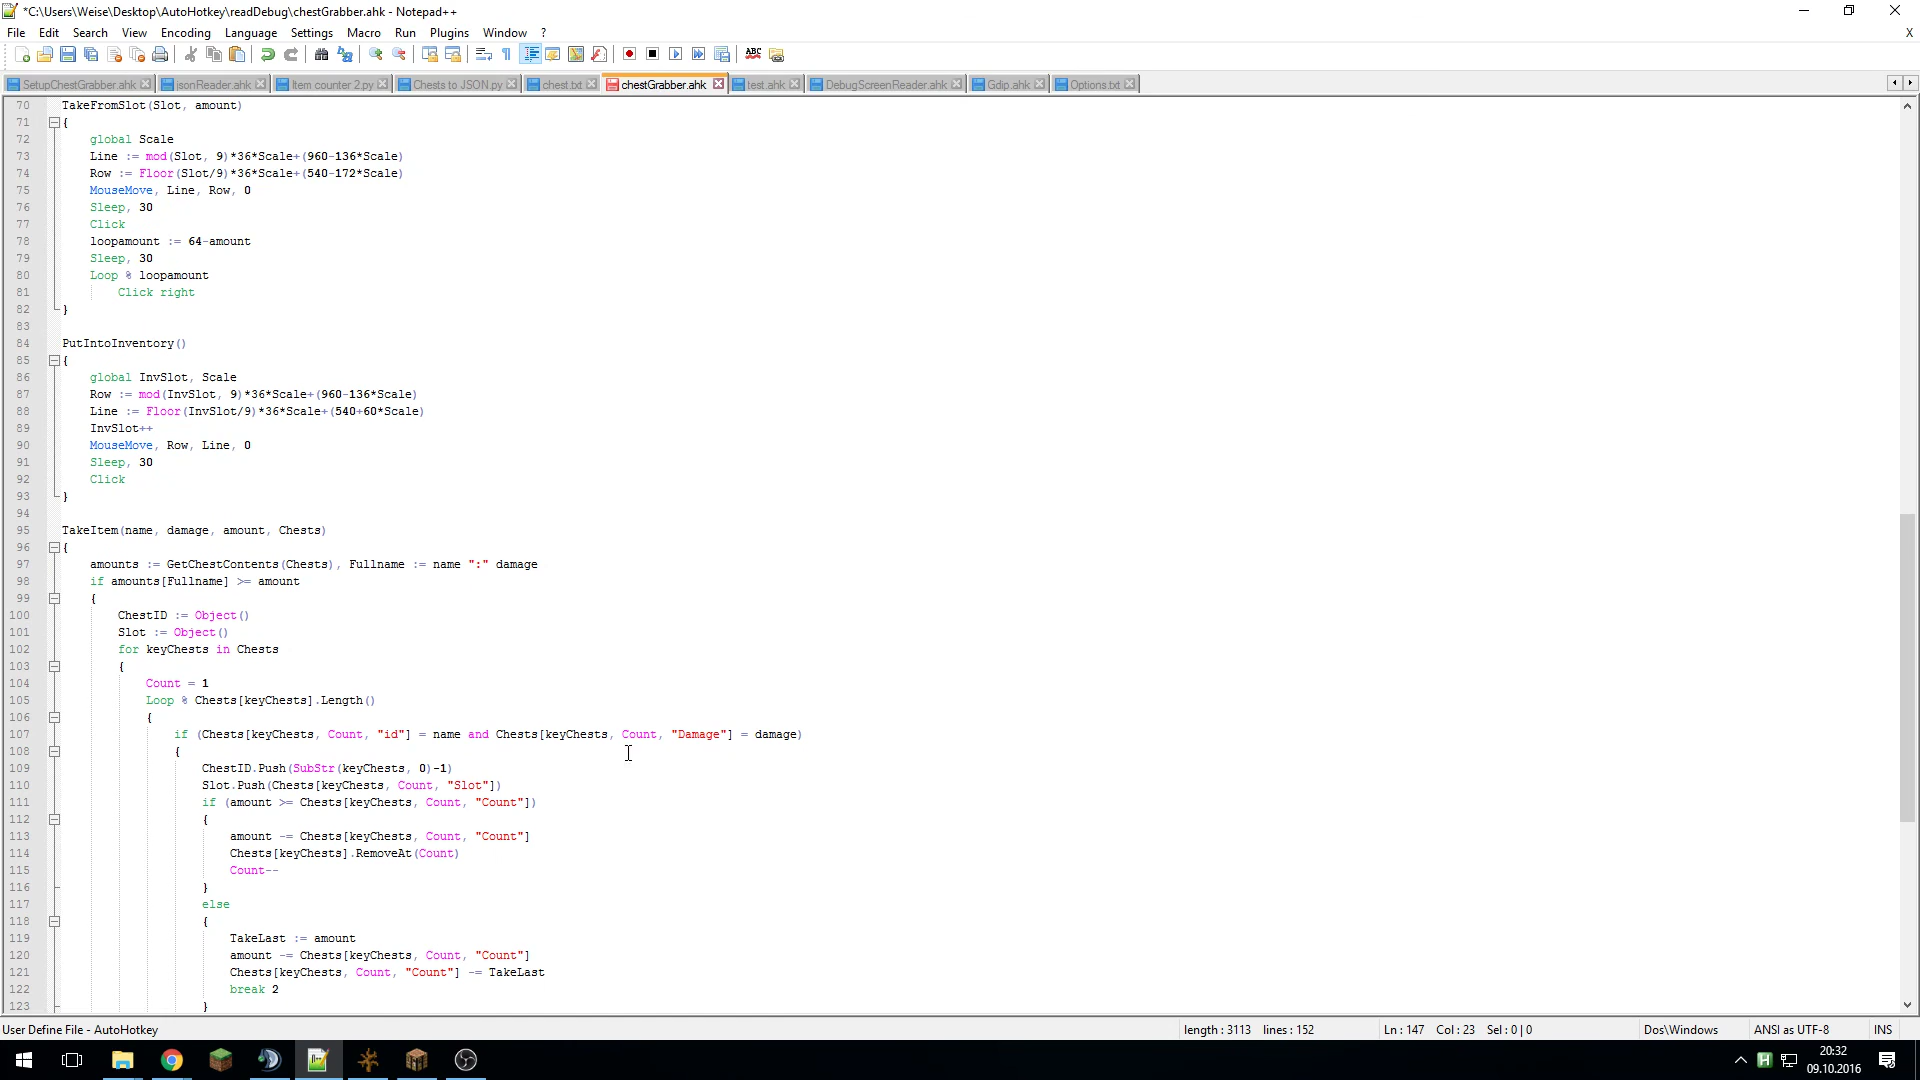 *C:\Users\Weise\Desktop\AutoHotkey\readDebug\chestGrabber.ahk - Notepad++
File Edit Search View Encoding Language Settings Macro Run Plugins Window ? X
ABC
SetupChestGrabber.ahk jsonReader.ahk Item counter 2.py Chests to JSON.py chest.txt chestGrabber.ahk test.ahk DebugScreenReader.ahk Gdip.ahk Options.txt
70 TakeFromSlot(Slot, amount)
71 {
72 global Scale
73 Line := mod(Slot, 9)*36*Scale+(960-136*Scale)
74 Row := Floor(Slot/9)*36*Scale+(540-172*Scale)
75 MouseMove, Line, Row, 0
76 Sleep, 30
77 Click
78 loopamount := 64-amount
79 Sleep, 30
80 Loop % loopamount
81 Click right
82 }
83
84 PutIntoInventory()
85 {
86 global InvSlot, Scale
87 Row := mod(InvSlot, 9)*36*Scale+(960-136*Scale)
88 Line := Floor(InvSlot/9)*36*Scale+(540+60*Scale)
89 InvSlot++
90 MouseMove, Row, Line, 0
91 Sleep, 30
92 Click
93 }
94
95 TakeItem(name, damage, amount, Chests)
96 {
97 amounts := GetChestContents(Chests), Fullname := name ":" damage
98 if amounts[Fullname] >= amount
99 {
100 ChestID := Object()
101 Slot := Object()
102 for keyChests in Chests
103 {
104 Count = 1
105 Loop % Chests[keyChests].Length()
106 {
107 if (Chests[keyChests, Count, "id"] = name and Chests[keyChests, Count, "Damage"] = damage)
108 {
109 ChestID.Push(SubStr(keyChests, 0)-1)
110 Slot.Push(Chests[keyChests, Count, "Slot"])
111 if (amount >= Chests[keyChests, Count, "Count"])
112 {
113 amount -= Chests[keyChests, Count, "Count"]
114 Chests[keyChests].RemoveAt(Count)
115 Count--
116 }
117 else
118 {
119 TakeLast := amount
120 amount -= Chests[keyChests, Count, "Count"]
121 Chests[keyChests, Count, "Count"] -= TakeLast
122 break 2
123 }
User Define File - AutoHotkey length : 3113 lines : 152 Ln : 147 Col : 23 Sel : 0 | 0 Dos\Windows ANSI as UTF-8 INS
20:32
09.10.2016